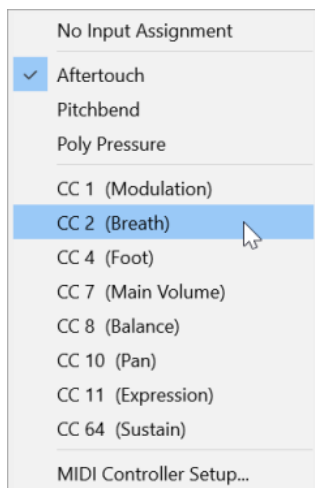 No Input Assignment
Aftertouch
Pitchbend
Poly Pressure
CC 1 (Modulation)
CC 2 (Breath)
CC 4 (Foot)
CC 7 (Main Volume)
CC 8 (Balance)
CC 10 (Pan)
CC 11 (Expression)
CC 64 (Sustain)
MIDI Controller Setup...